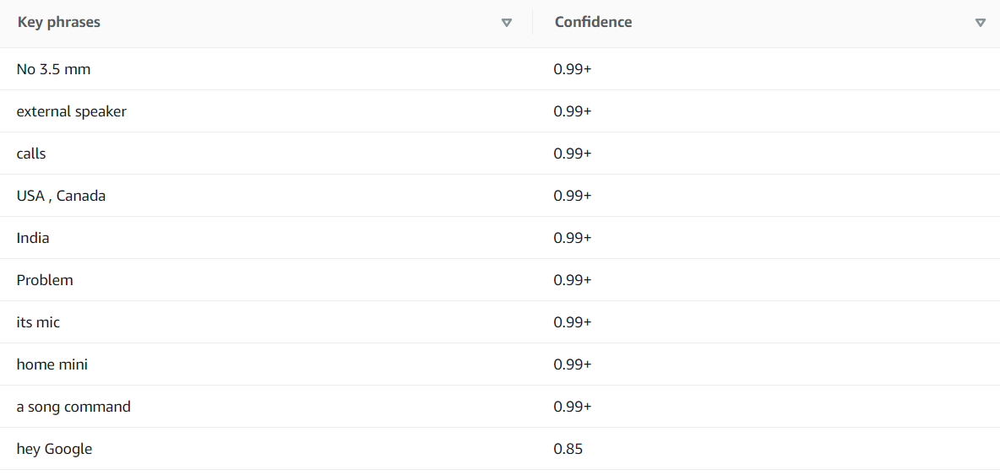 Key phrases Confidence
No 3.5 mm 0.99+
external speaker 0.99+
calls 0.99+
USA , Canada 0.99+
India 0.99+
Problem 0.99+
its mic 0.99+
home mini 0.99+
a song command 0.99+
hey Google 0.85